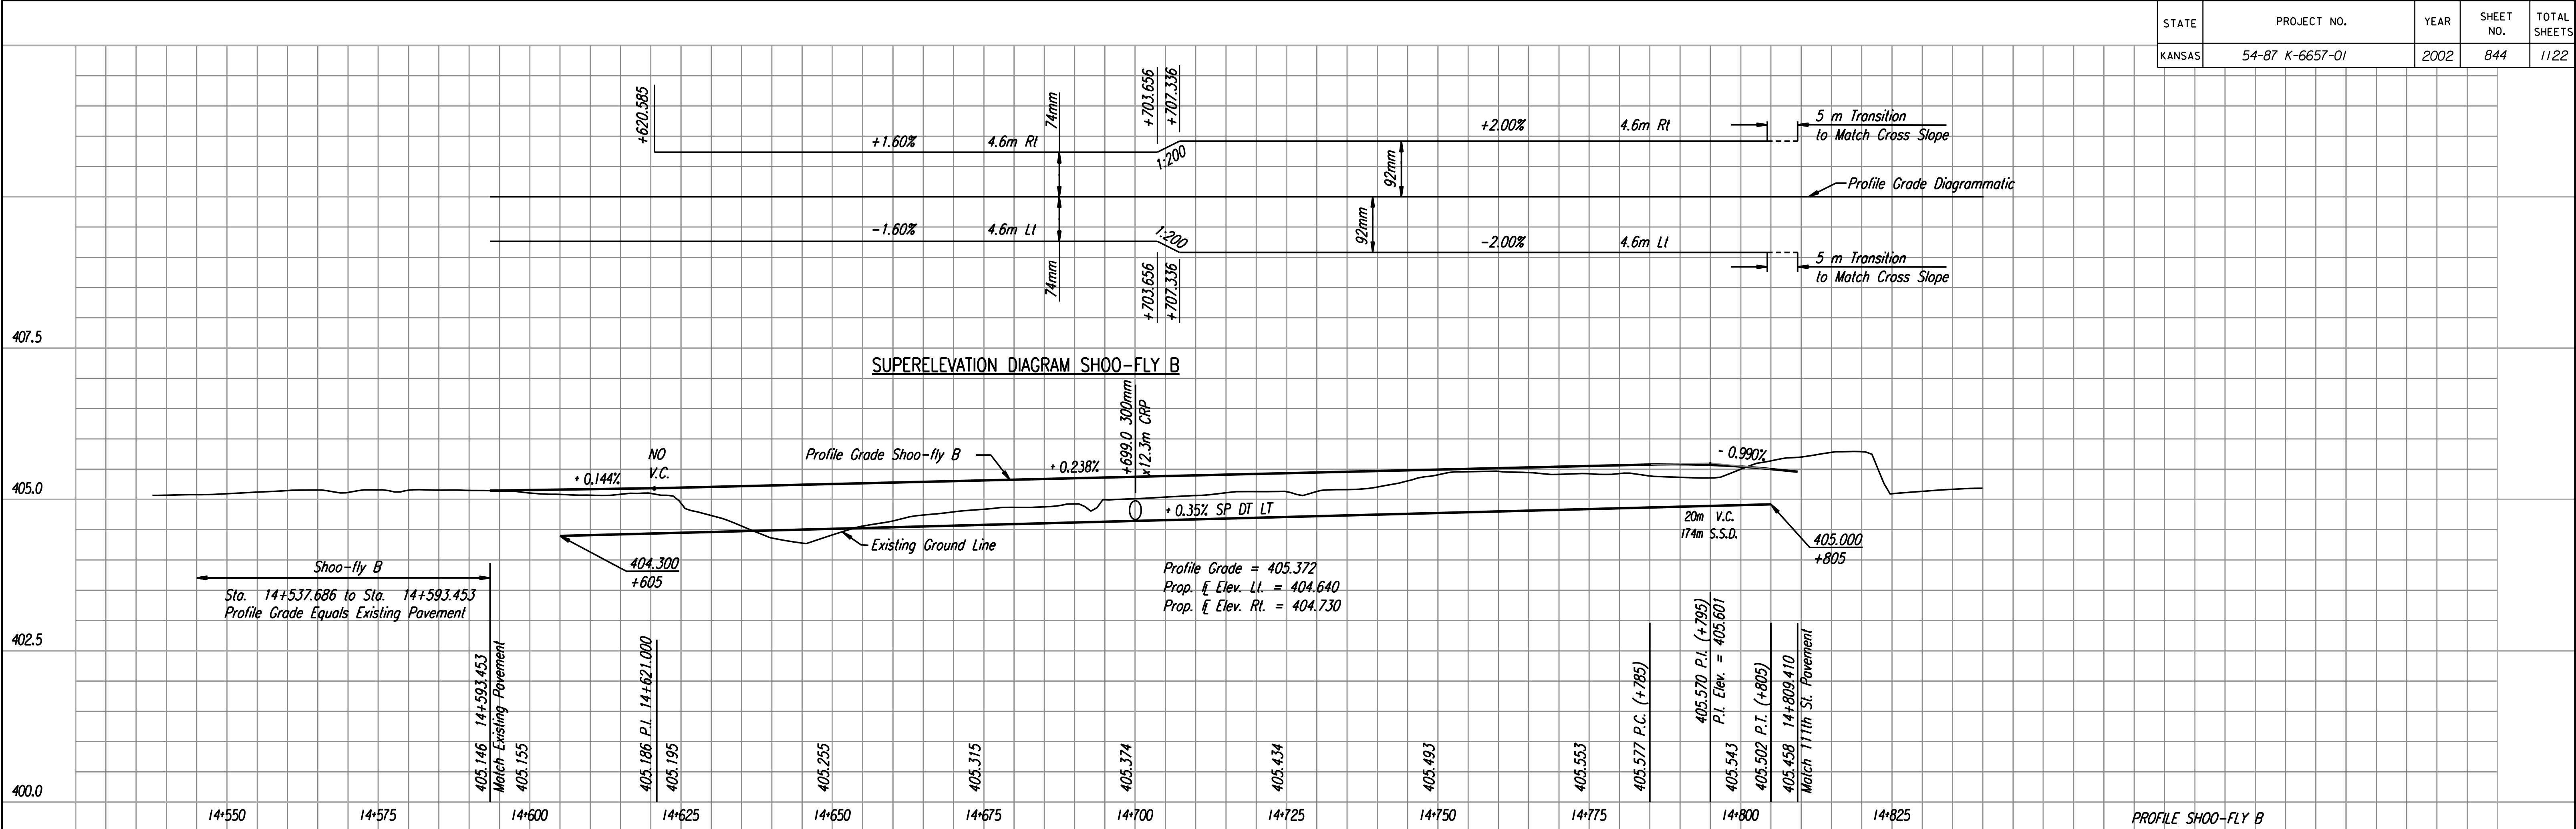 STATE PROJECT NO. YEAR SHEET NO. TOTAL SHEETS
KANSAS 54-87 K-6657-01 2002 844 1122
+620.585
74mm
+703.656
+707.336
+1.60% 4.6m Rt
1:200
+2.00% 4.6m Rt
5 m Transition
to Match Cross Slope
92mm
Profile Grade Diagrammatic
-1.60% 4.6m Lt
1:200
92mm
-2.00% 4.6m Lt
5 m Transition
to Match Cross Slope
74mm
+703.656
+707.336
407.5
SUPERELEVATION DIAGRAM SHOO-FLY B
+699.0 300mm
x12.3m CRP
+ 0.144%
NO
V.C.
Profile Grade Shoo-fly B
+ 0.238%
- 0.990%
405.0
+ 0.35% SP DT LT
Existing Ground Line
20m V.C.
174m S.S.D.
405.000
+805
404.300
+605
Shoo-fly B
Sta. 14+537.686 to Sta. 14+593.453
Profile Grade Equals Existing Pavement
Profile Grade = 405.372
Prop. ℄ Elev. Lt. = 404.640
Prop. ℄ Elev. Rt. = 404.730
402.5
405.146 14+593.453
Match Existing Pavement
405.155
405.186 P.I. 14+621.000
405.195
405.255
405.315
405.374
405.434
405.493
405.553
405.577 P.C. (+785)
405.570 P.I. (+795)
P.I. Elev. = 405.601
405.543
405.502 P.T. (+805)
405.458 14+809.410
Match 111th St. Pavement
400.0
14+550 14+575 14+600 14+625 14+650 14+675 14+700 14+725 14+750 14+775 14+800 14+825
PROFILE SHOO-FLY B